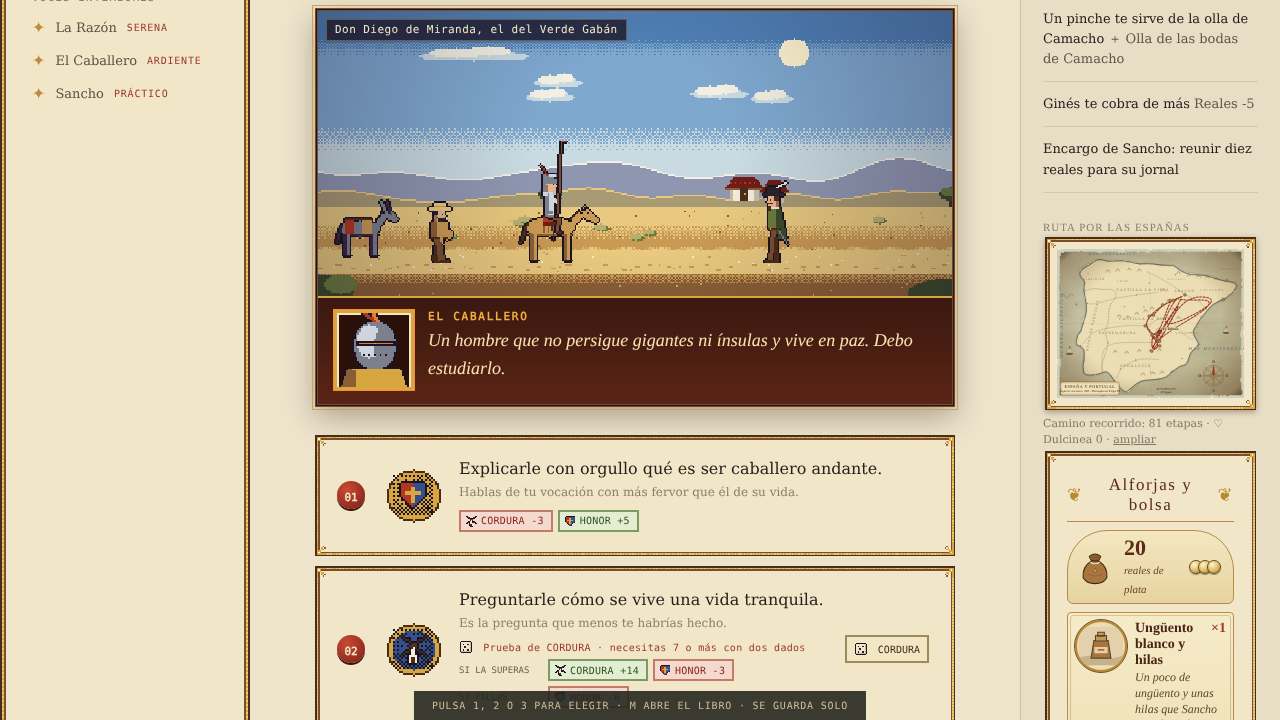 La Razón SERENA
El Caballero ARDIENTE
Sancho PRÁCTICO
Don Diego de Miranda, el del Verde Gabán
EL CABALLERO
Un hombre que no persigue gigantes ni ínsulas y vive en paz. Debo
estudiarlo.
01
Explicarle con orgullo qué es ser caballero andante.
Hablas de tu vocación con más fervor que él de su vida.
CORDURA -3 HONOR +5
02
Preguntarle cómo se vive una vida tranquila.
Es la pregunta que menos te habrías hecho.
Prueba de CORDURA · necesitas 7 o más con dos dados
CORDURA
SI LA SUPERAS CORDURA +14 HONOR -3
PULSA 1, 2 O 3 PARA ELEGIR · M ABRE EL LIBRO · SE GUARDA SOLO
Un pinche te sirve de la olla de
Camacho + Olla de las bodas
de Camacho
Ginés te cobra de más Reales -5
Encargo de Sancho: reunir diez
reales para su jornal
RUTA POR LAS ESPAÑAS
ESPAÑA Y PORTUGAL
Camino recorrido: 81 etapas · ♡
Dulcinea 0 · ampliar
Alforjas y
bolsa
20
reales de
plata
Ungüento ×1
blanco y
hilas
Un poco de
ungüento y unas
hilas que Sancho